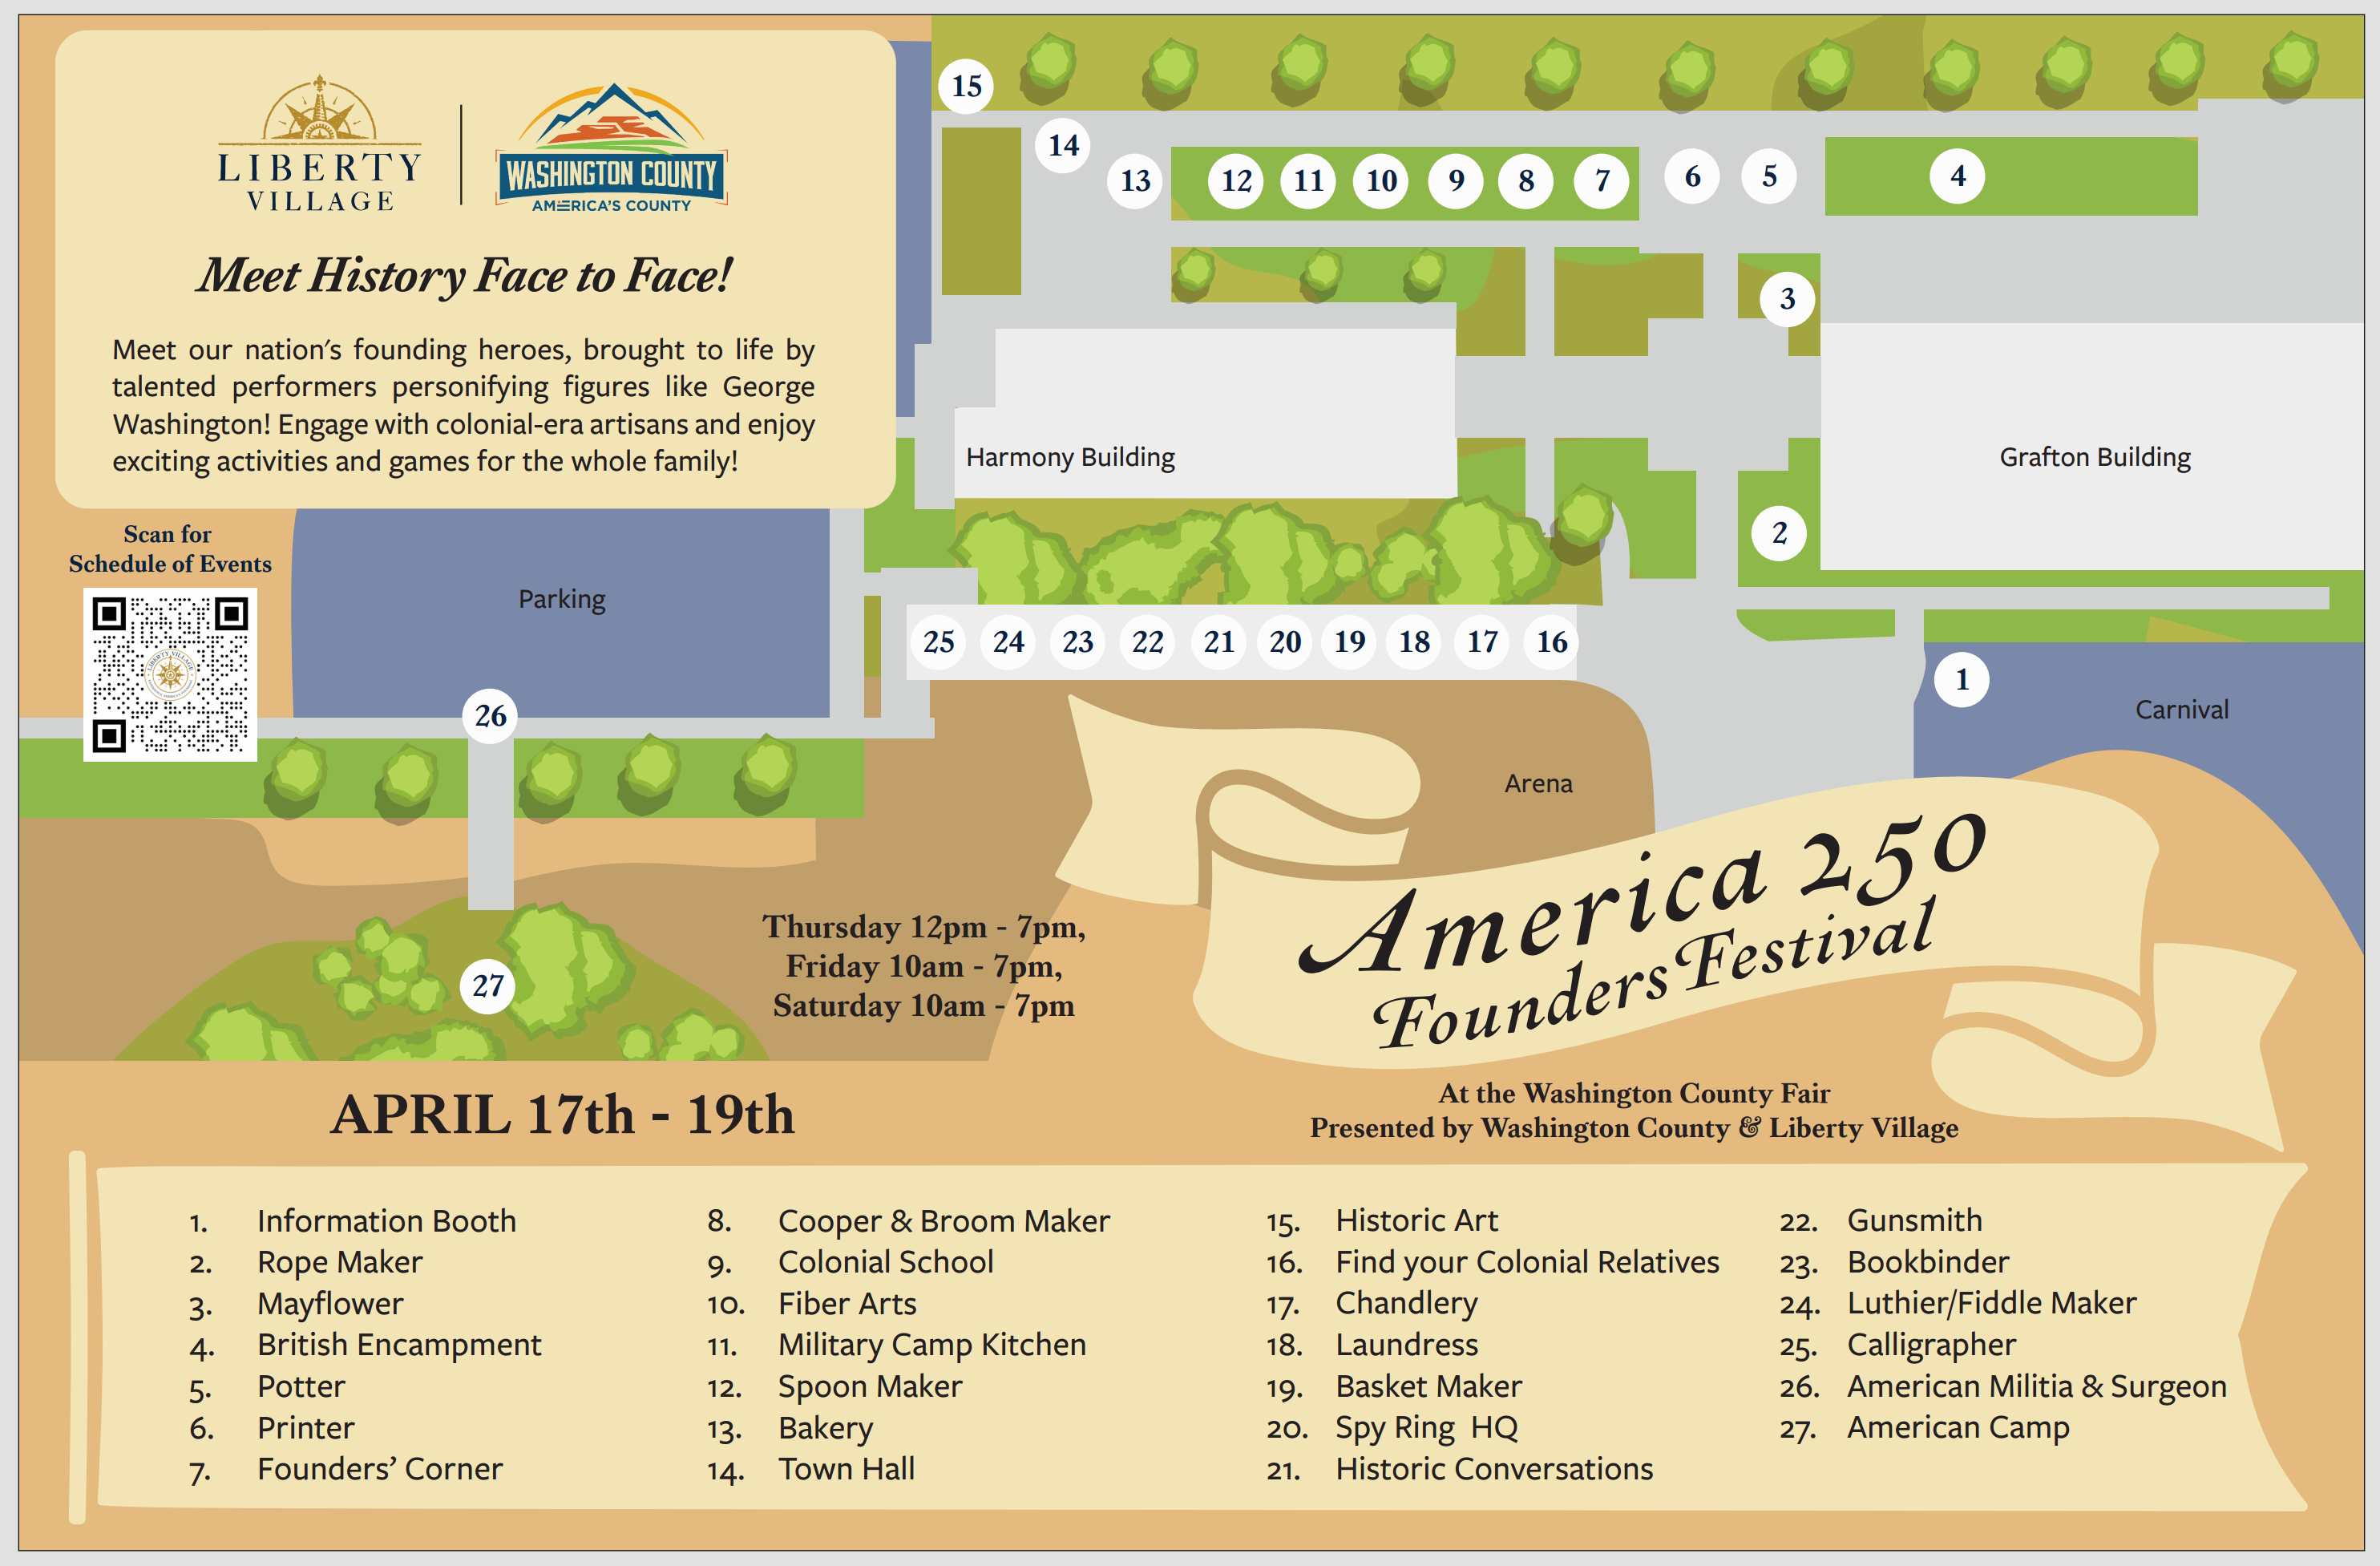 LIBERTY
VILLAGE
WASHINGTON COUNTY
AMERICA'S COUNTY
Meet History Face to Face!
Meet our nation's founding heroes, brought to life by
talented performers personifying figures like George
Washington! Engage with colonial-era artisans and enjoy
exciting activities and games for the whole family!
Scan for
Schedule of Events
LIBERTY VILLAGE
15
14
13
12
11
10
9
8
7
6
5
4
3
Harmony Building
Grafton Building
2
Parking
25
24
23
22
21
20
19
18
17
16
1
Carnival
26
Arena
27
Thursday 12pm - 7pm,
Friday 10am - 7pm,
Saturday 10am - 7pm
America 250
Founders Festival
APRIL 17th - 19th
At the Washington County Fair
Presented by Washington County & Liberty Village
1. Information Booth
2. Rope Maker
3. Mayflower
4. British Encampment
5. Potter
6. Printer
7. Founders’ Corner
8. Cooper & Broom Maker
9. Colonial School
10. Fiber Arts
11. Military Camp Kitchen
12. Spoon Maker
13. Bakery
14. Town Hall
15. Historic Art
16. Find your Colonial Relatives
17. Chandlery
18. Laundress
19. Basket Maker
20. Spy Ring HQ
21. Historic Conversations
22. Gunsmith
23. Bookbinder
24. Luthier/Fiddle Maker
25. Calligrapher
26. American Militia & Surgeon
27. American Camp